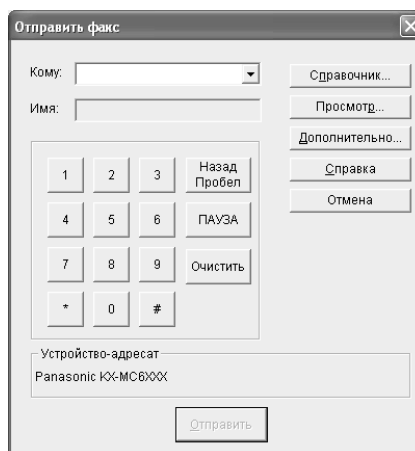 Отправить факс
Кому:
Справочник...
Имя:
Просмотр...
Дополнительно...
Справка
Отмена
1 2 3 Назад Пробел
4 5 6 ПАУЗА
7 8 9 Очистить
* 0 #
Устройство-адресат
Panasonic KX-MC6XXX
Отправить